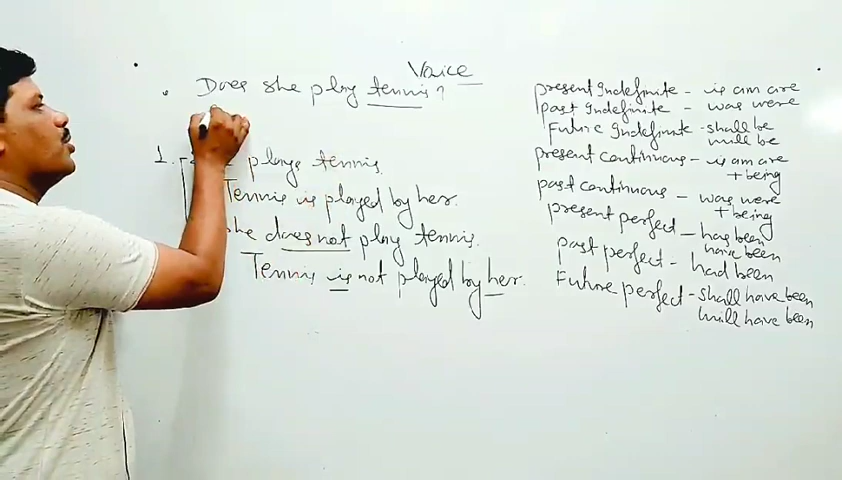 Voice
Does she play tennis?
1. plays tennis.
Tennis is played by her.
she does not play tennis.
Tennis is not played by her.
present Indefinite - is am are
past Indefinite - was were
Future Indefinite - shall be
will be
present continuous - is am are
+ being
past continuous - was were
+ being
present perfect - has been
have been
past perfect - had been
Future perfect - shall have been
will have been